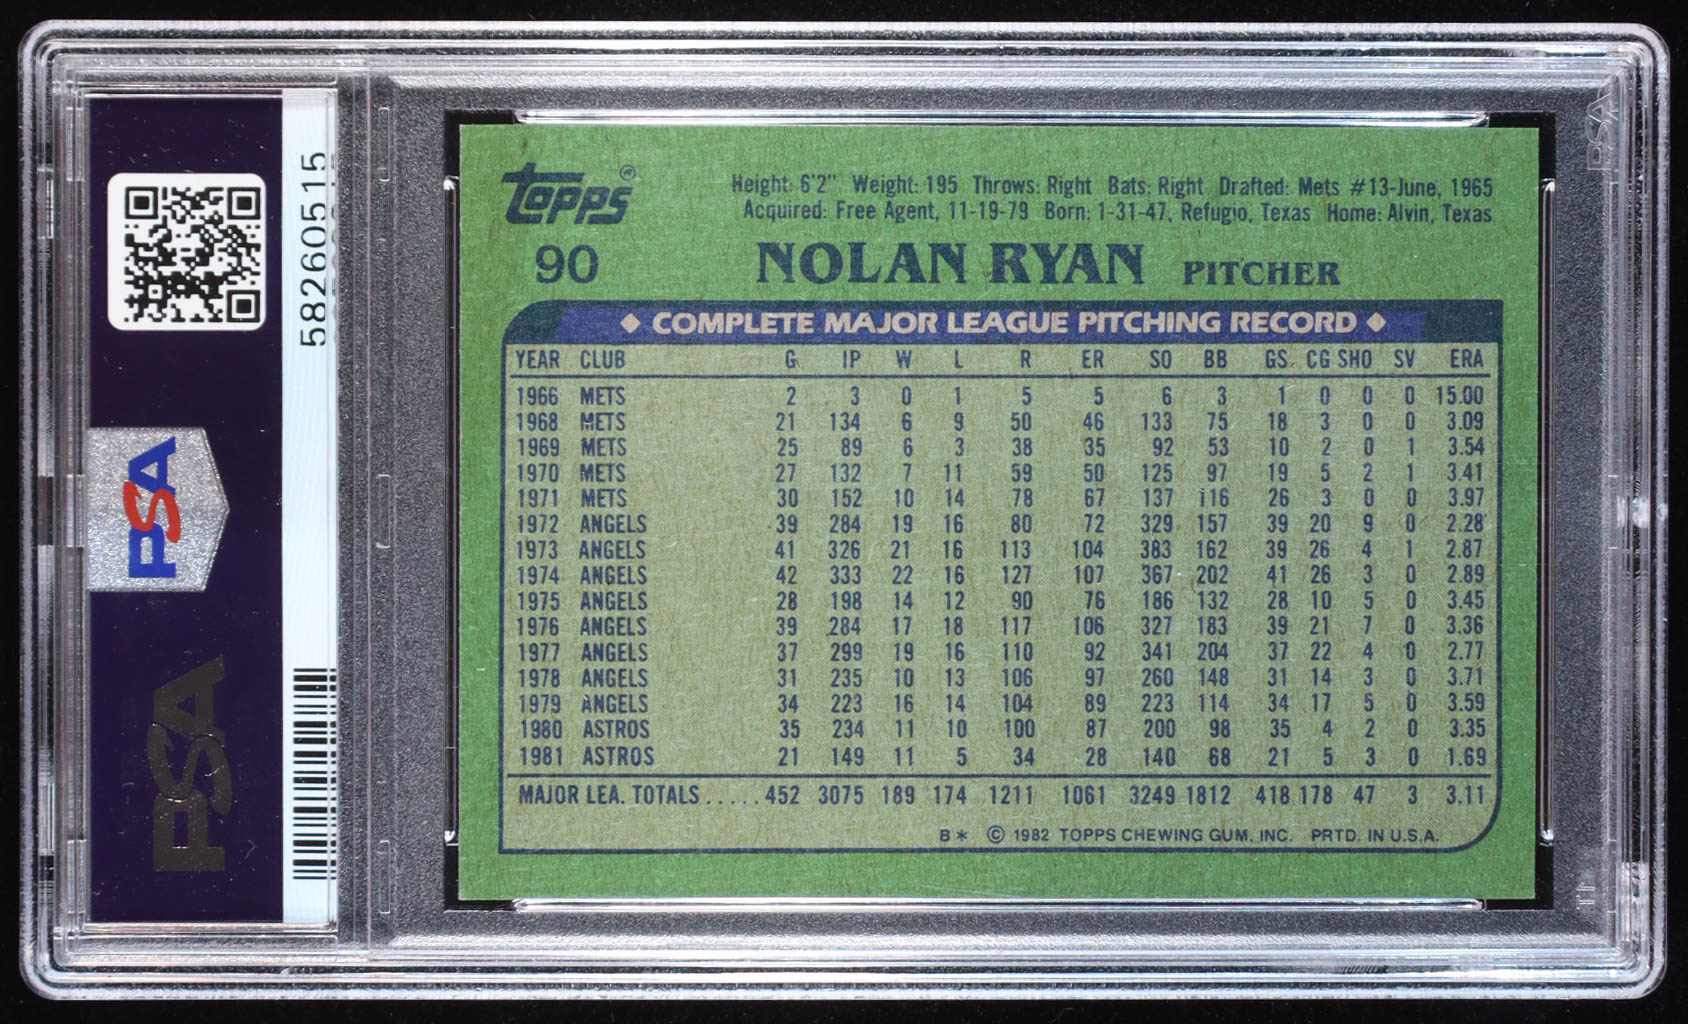 58260515
PSA
PSA
PSA
topps®
Height: 6'2" Weight: 195 Throws: Right Bats: Right Drafted: Mets #13-June, 1965
Acquired: Free Agent, 11-19-79 Born: 1-31-47, Refugio, Texas Home: Alvin, Texas
90 NOLAN RYAN PITCHER
◆ COMPLETE MAJOR LEAGUE PITCHING RECORD ◆
YEAR CLUB G IP W L R ER SO BB GS CG SHO SV ERA
1966 METS 2 3 0 1 5 5 6 3 1 0 0 0 15.00
1968 METS 21 134 6 9 50 46 133 75 18 3 0 0 3.09
1969 METS 25 89 6 3 38 35 92 53 10 2 0 1 3.54
1970 METS 27 132 7 11 59 50 125 97 19 5 2 1 3.41
1971 METS 30 152 10 14 78 67 137 116 26 3 0 0 3.97
1972 ANGELS 39 284 19 16 80 72 329 157 39 20 9 0 2.28
1973 ANGELS 41 326 21 16 113 104 383 162 39 26 4 1 2.87
1974 ANGELS 42 333 22 16 127 107 367 202 41 26 3 0 2.89
1975 ANGELS 28 198 14 12 90 76 186 132 28 10 5 0 3.45
1976 ANGELS 39 284 17 18 117 106 327 183 39 21 7 0 3.36
1977 ANGELS 37 299 19 16 110 92 341 204 37 22 4 0 2.77
1978 ANGELS 31 235 10 13 106 97 260 148 31 14 3 0 3.71
1979 ANGELS 34 223 16 14 104 89 223 114 34 17 5 0 3.59
1980 ASTROS 35 234 11 10 100 87 200 98 35 4 2 0 3.35
1981 ASTROS 21 149 11 5 34 28 140 68 21 5 3 0 1.69
MAJOR LEA. TOTALS..... 452 3075 189 174 1211 1061 3249 1812 418 178 47 3 3.11
B* © 1982 TOPPS CHEWING GUM, INC. PRTD. IN U.S.A.